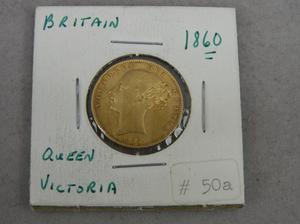 BRITAIN
1860
QUEEN
VICTORIA
# 50a